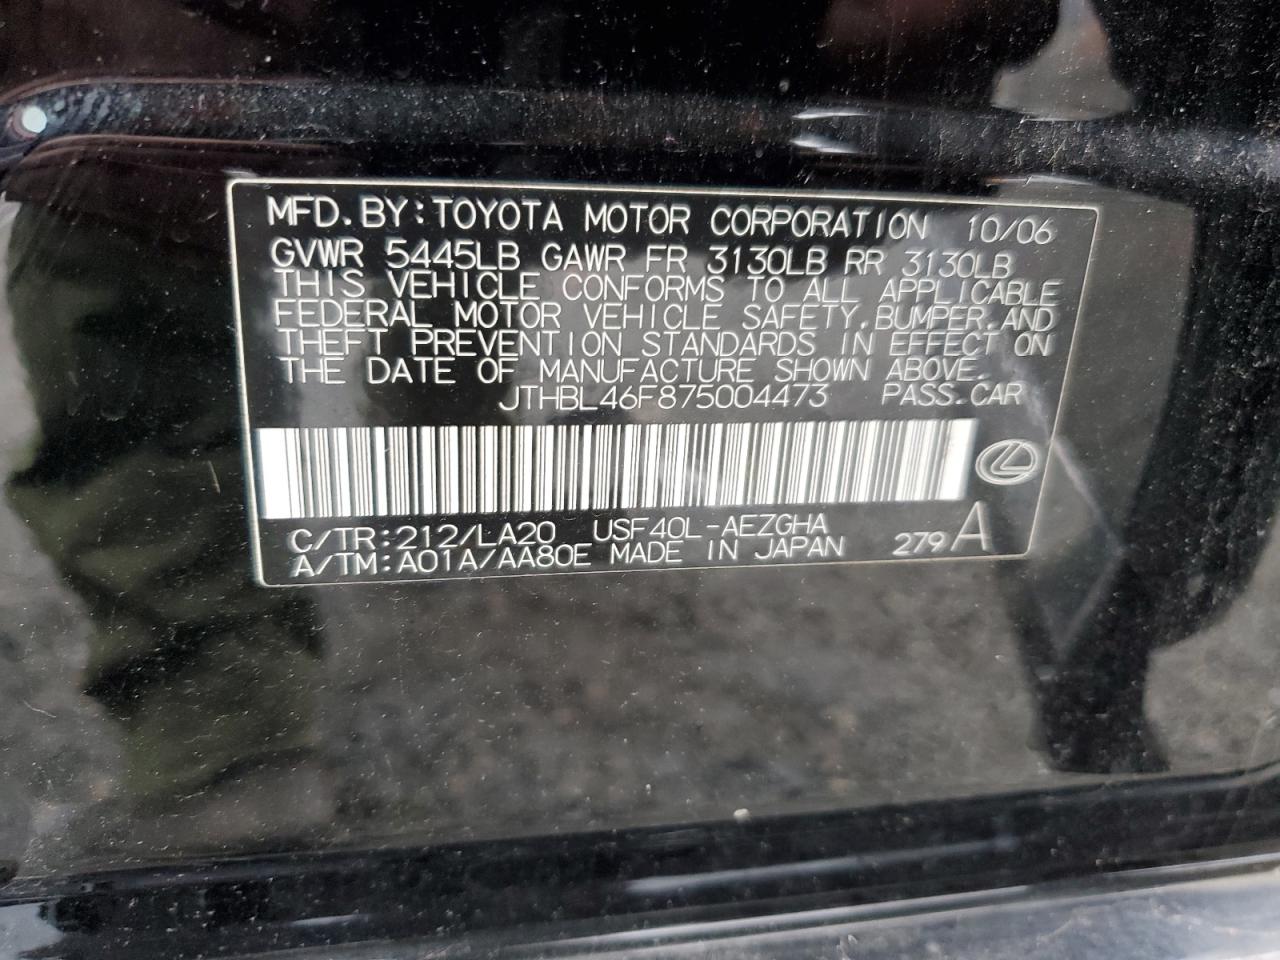 MFD.BY:TOYOTA MOTOR CORPORATION 10/06
GVWR 5445LB GAWR FR 3130LB RR 3130LB
THIS VEHICLE CONFORMS TO ALL APPLICABLE
FEDERAL MOTOR VEHICLE SAFETY,BUMPER,AND
THEFT PREVENTION STANDARDS IN EFFECT ON
THE DATE OF MANUFACTURE SHOWN ABOVE.
JTHBL46F875004473 PASS.CAR
C/TR:212/LA20 USF40L-AEZGHA
A/TM:A01A/AA80E MADE IN JAPAN 279 A